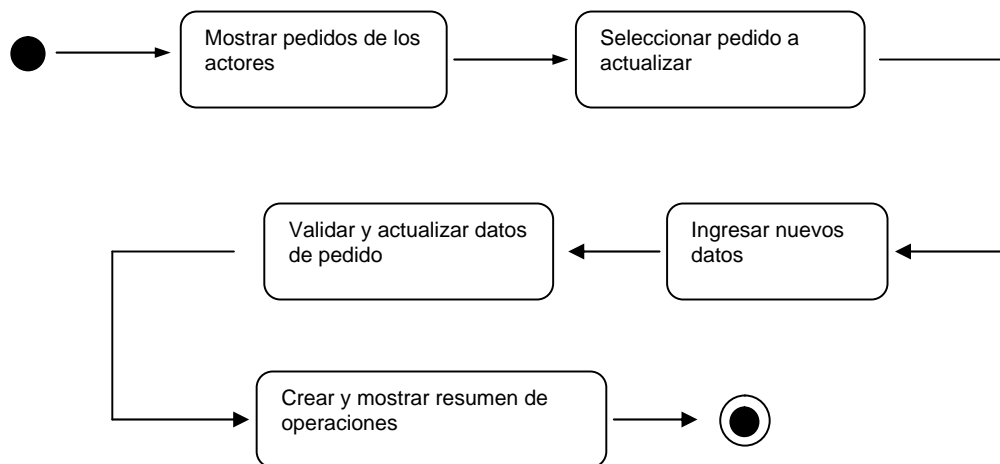 Mostrar pedidos de los
actores
Seleccionar pedido a
actualizar
Validar y actualizar datos
de pedido
Ingresar nuevos
datos
Crear y mostrar resumen de
operaciones